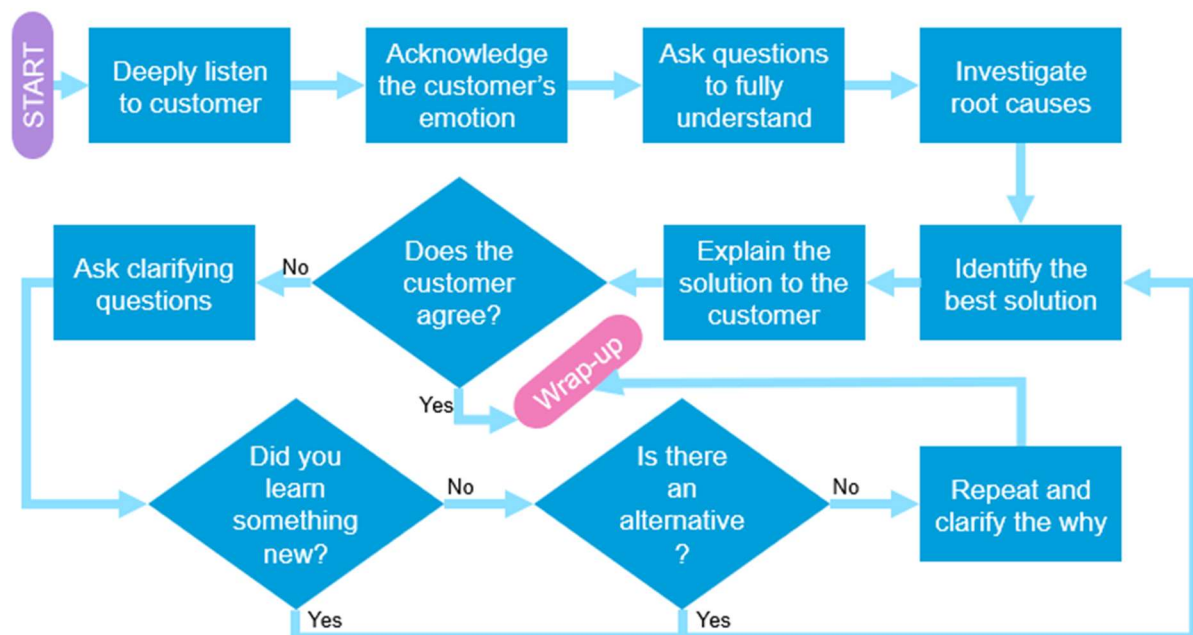 START
Deeply listen
to customer
Acknowledge
the customer's
emotion
Ask questions
to fully
understand
Investigate
root causes
Identify the
best solution
Explain the
solution to the
customer
Does the
customer
agree?
No
Ask clarifying
questions
Yes
Wrap-up
Did you
learn
something
new?
No
Yes
Is there
an
alternative
?
No
Yes
Repeat and
clarify the why